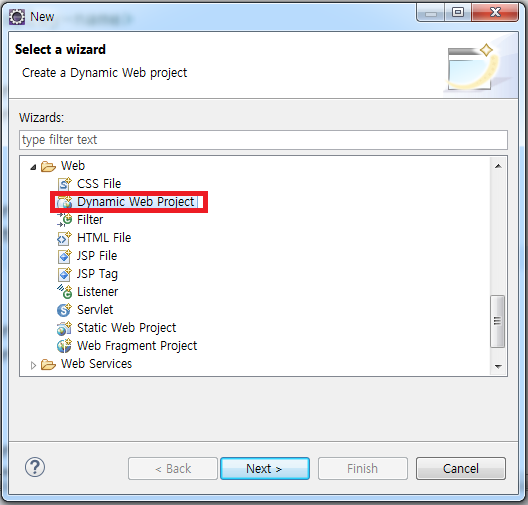 New
Select a wizard
Create a Dynamic Web project
Wizards:
type filter text
Web
CSS File
Dynamic Web Project
Filter
HTML File
JSP File
JSP Tag
Listener
Servlet
Static Web Project
Web Fragment Project
Web Services
< Back
Next >
Finish
Cancel